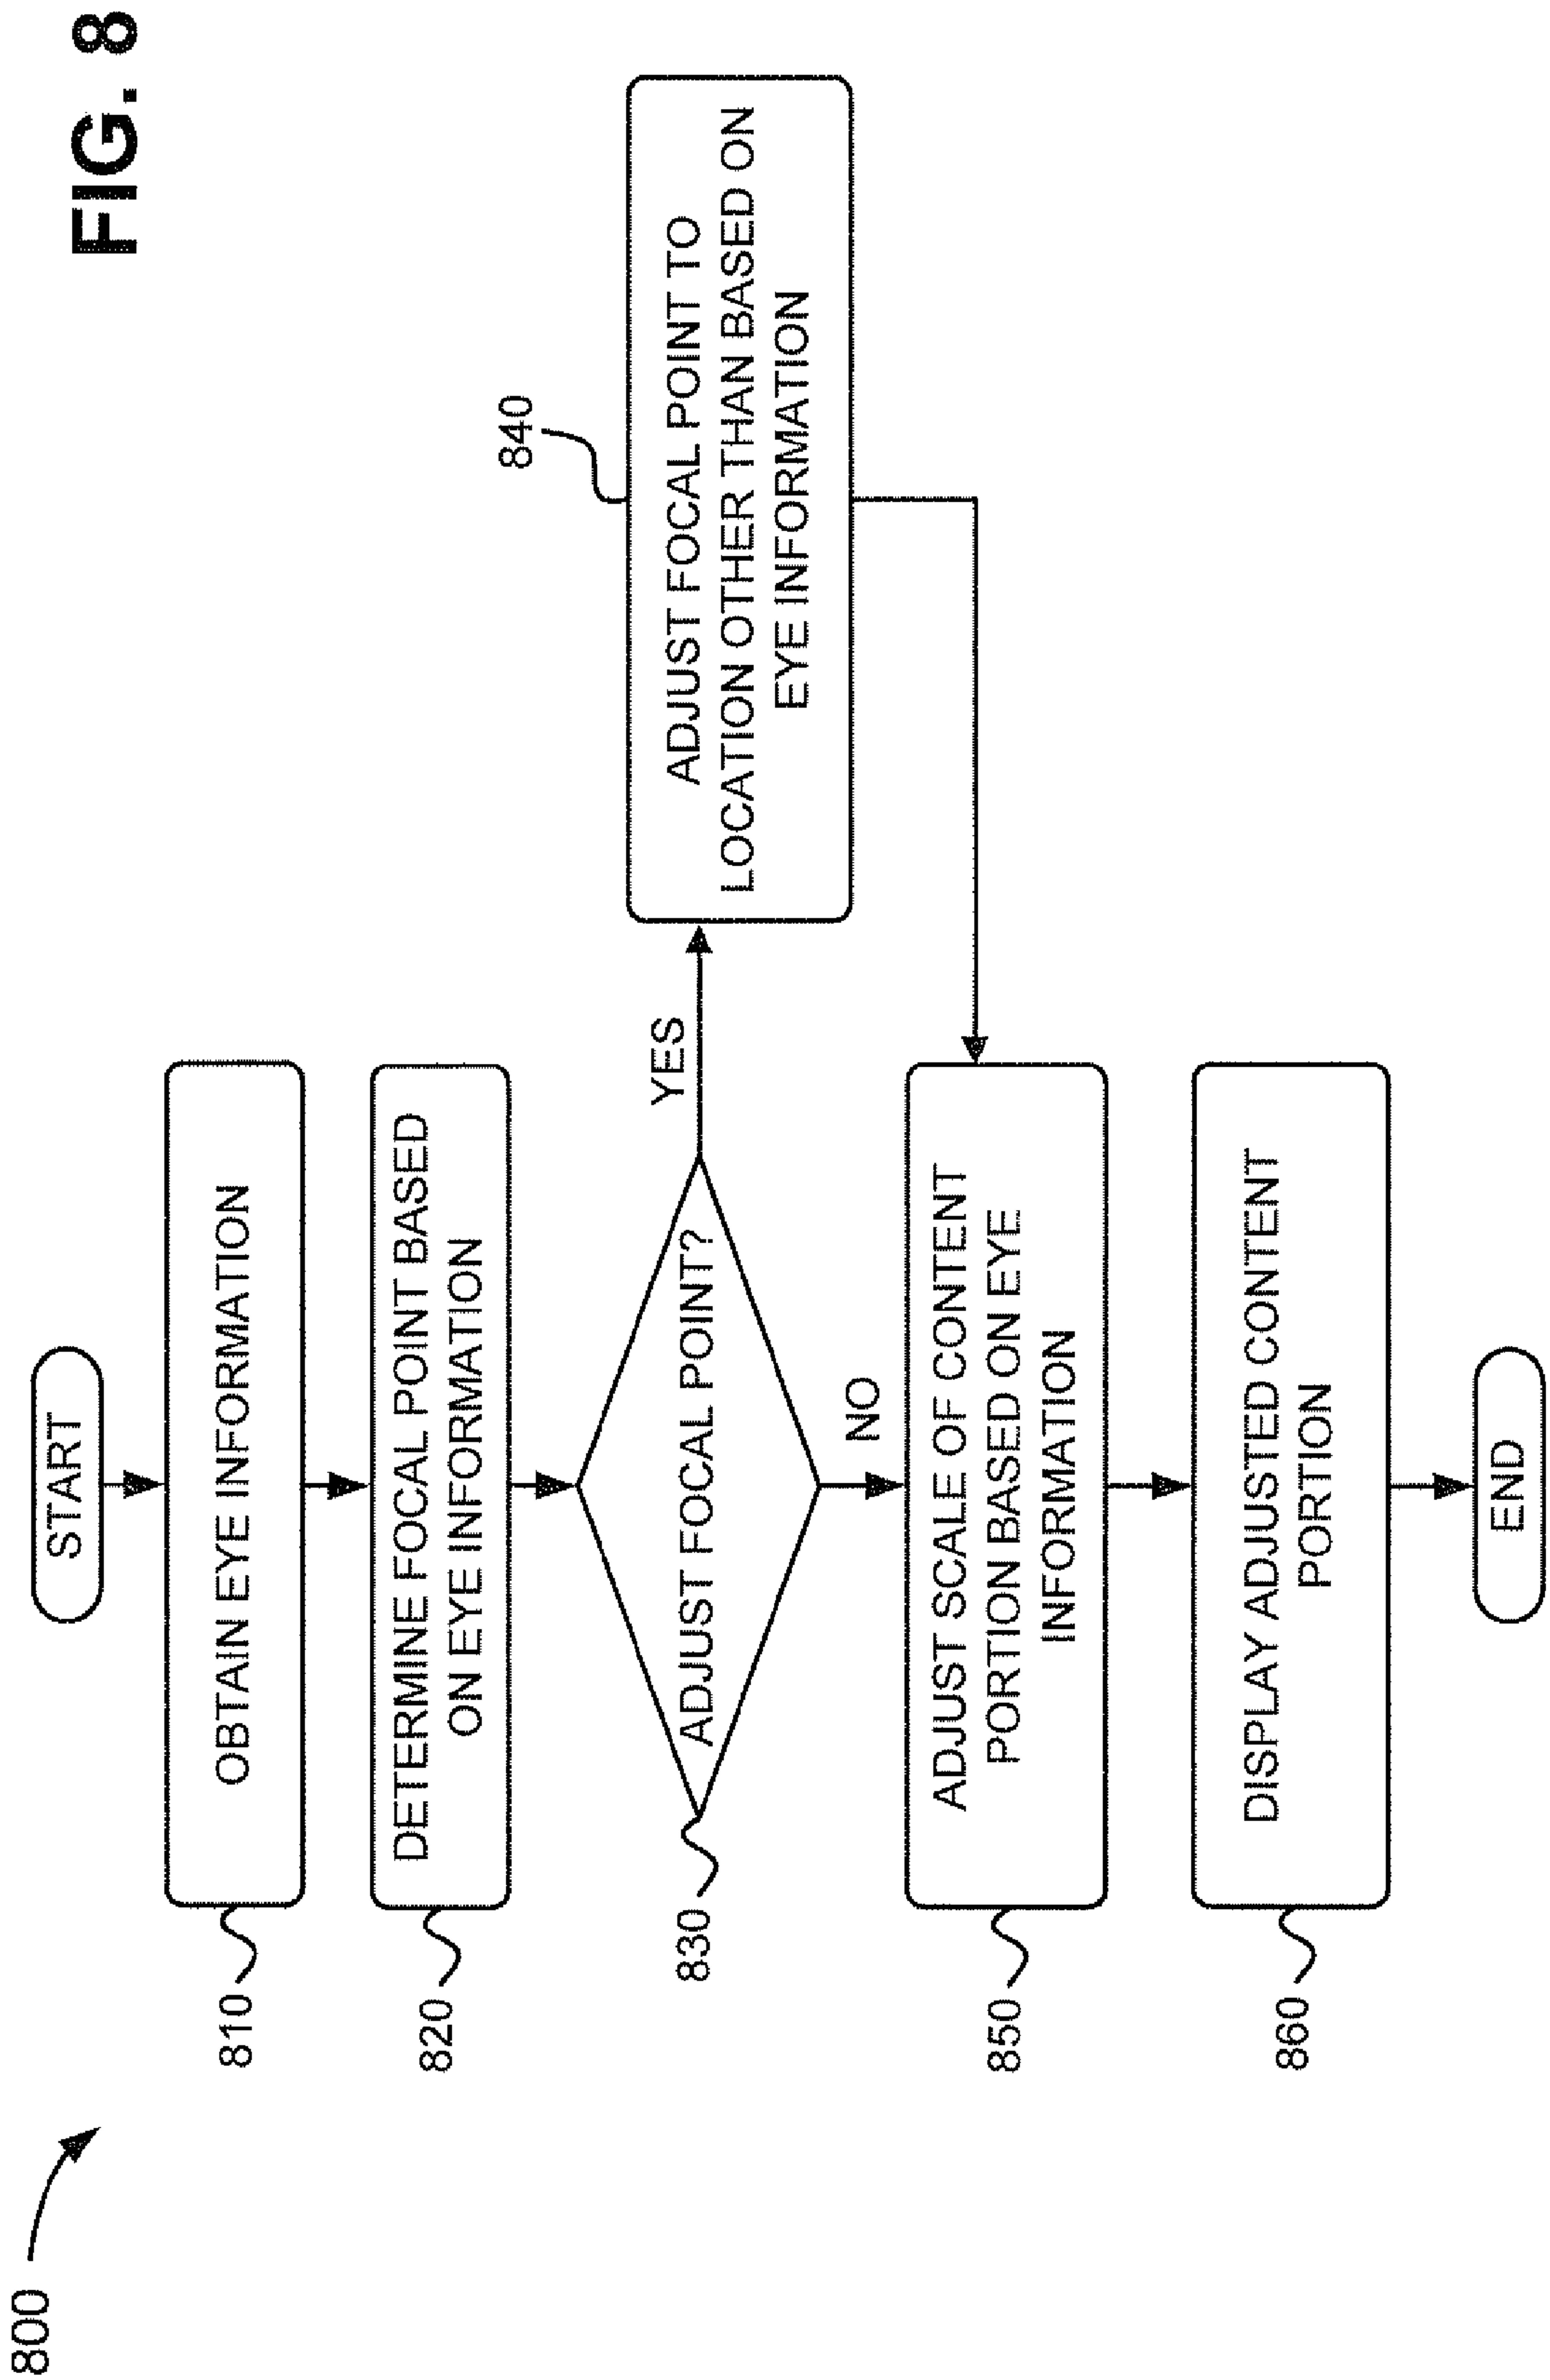 FIG. 8
800
START
810
OBTAIN EYE INFORMATION
820
DETERMINE FOCAL POINT BASED
ON EYE INFORMATION
830
ADJUST FOCAL POINT?
YES
840
ADJUST FOCAL POINT TO
LOCATION OTHER THAN BASED ON
EYE INFORMATION
NO
850
ADJUST SCALE OF CONTENT
PORTION BASED ON EYE
INFORMATION
860
DISPLAY ADJUSTED CONTENT
PORTION
END